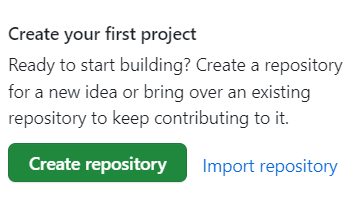 Create your first project
Ready to start building? Create a repository
for a new idea or bring over an existing
repository to keep contributing to it.
Create repository
Import repository